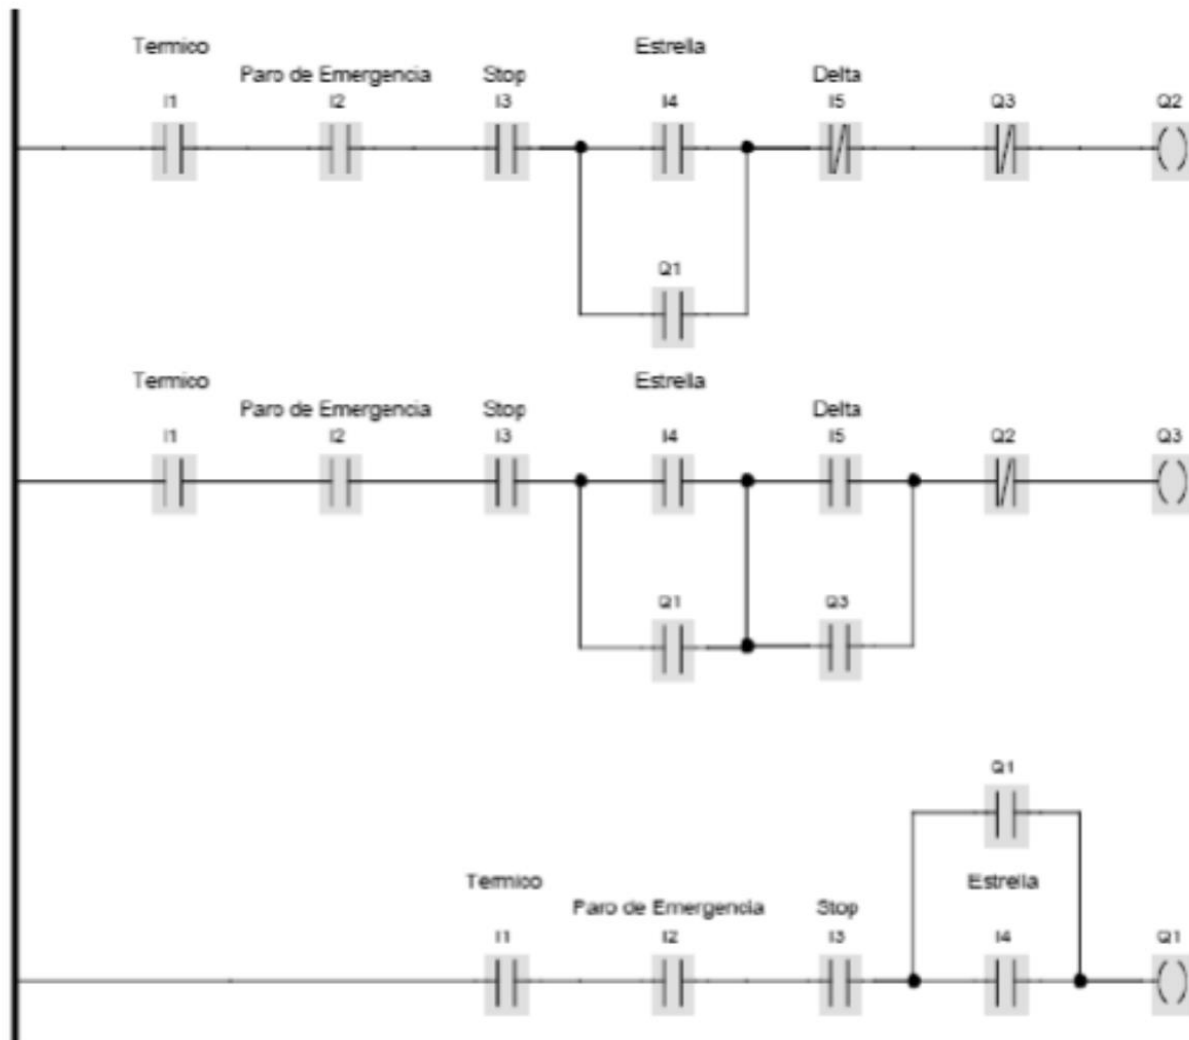 Termico
Estrella
Paro de Emergencia
Stop
Delta
I1
I2
I3
I4
I5
Q3
Q2
Q1
Termico
Estrella
Paro de Emergencia
Stop
Delta
I1
I2
I3
I4
I5
Q2
Q3
Q1
Q3
Q1
Termico
Estrella
Paro de Emergencia
Stop
I1
I2
I3
I4
Q1